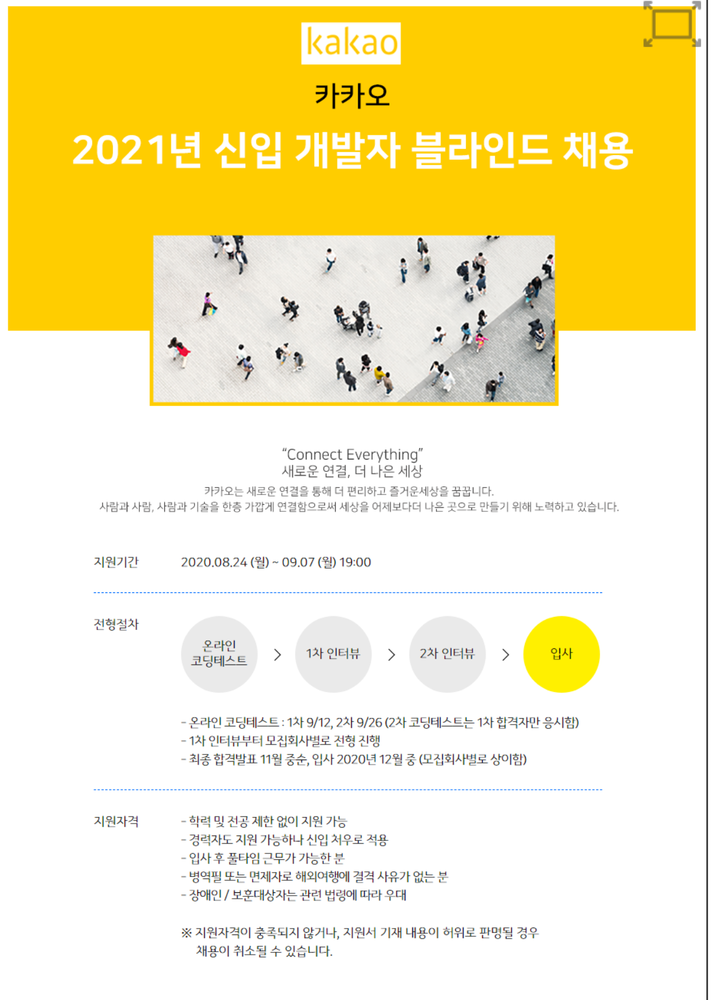 kakao
카카오
2021년 신입 개발자 블라인드 채용
“Connect Everything”
새로운 연결, 더 나은 세상
카카오는 새로운 연결을 통해 더 편리하고 즐거운세상을 꿈꿉니다.
사람과 사람, 사람과 기술을 한층 가깝게 연결함으로써 세상을 어제보다더 나은 곳으로 만들기 위해 노력하고 있습니다.
지원기간 2020.08.24 (월) ~ 09.07 (월) 19:00
전형절차
온라인
코딩테스트 > 1차 인터뷰 > 2차 인터뷰 > 입사
- 온라인 코딩테스트 : 1차 9/12, 2차 9/26 (2차 코딩테스트는 1차 합격자만 응시함)
- 1차 인터뷰부터 모집회사별로 전형 진행
- 최종 합격발표 11월 중순, 입사 2020년 12월 중 (모집회사별로 상이함)
지원자격 - 학력 및 전공 제한 없이 지원 가능
- 경력자도 지원 가능하나 신입 처우로 적용
- 입사 후 풀타임 근무가 가능한 분
- 병역필 또는 면제자로 해외여행에 결격 사유가 없는 분
- 장애인 / 보훈대상자는 관련 법령에 따라 우대
※ 지원자격이 충족되지 않거나, 지원서 기재 내용이 허위로 판명될 경우
채용이 취소될 수 있습니다.